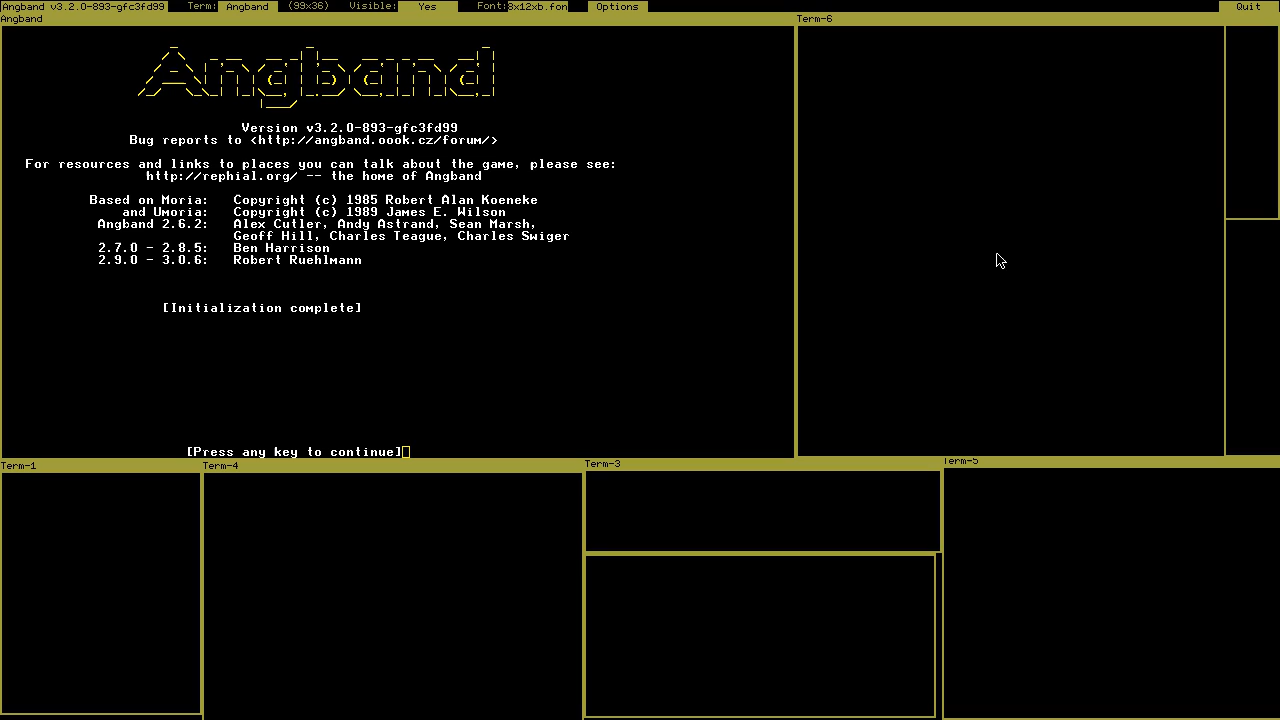 Angband v3.2.0-893-gfc3fd99 Term: Angband (99x36) Visible: Yes Font: 8x12xb.fon Options Quit
Angband Term-6
Angband
Version v3.2.0-893-gfc3fd99
Bug reports to <http://angband.oook.cz/forum/>
For resources and links to places you can talk about the game, please see:
http://rephial.org/ -- the home of Angband
Based on Moria: Copyright (c) 1985 Robert Alan Koeneke
and Umoria: Copyright (c) 1989 James E. Wilson
Angband 2.6.2: Alex Cutler, Andy Astrand, Sean Marsh,
Geoff Hill, Charles Teague, Charles Swiger
2.7.0 - 2.8.5: Ben Harrison
2.9.0 - 3.0.6: Robert Ruehlmann
[Initialization complete]
[Press any key to continue]
Term-1 Term-4 Term-3 Term-5